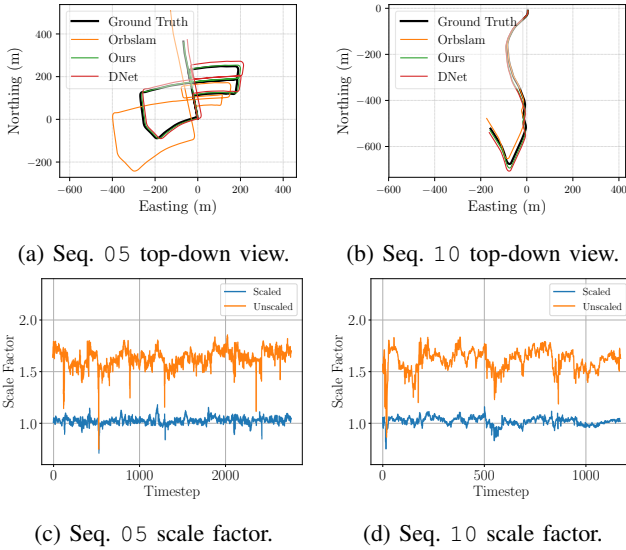 Ground Truth
Orbslam
Ours
DNet
400
200
0
−200
Northing (m)
−600 −400 −200 0 200 400
Easting (m)
(a) Seq. 05 top-down view.
Ground Truth
Orbslam
Ours
DNet
0
−200
−400
−600
Northing (m)
−600 −400 −200 0 200 400
Easting (m)
(b) Seq. 10 top-down view.
Scaled
Unscaled
2.0
1.5
1.0
Scale Factor
0 1000 2000
Timestep
(c) Seq. 05 scale factor.
Scaled
Unscaled
2.0
1.5
1.0
Scale Factor
0 500 1000
Timestep
(d) Seq. 10 scale factor.